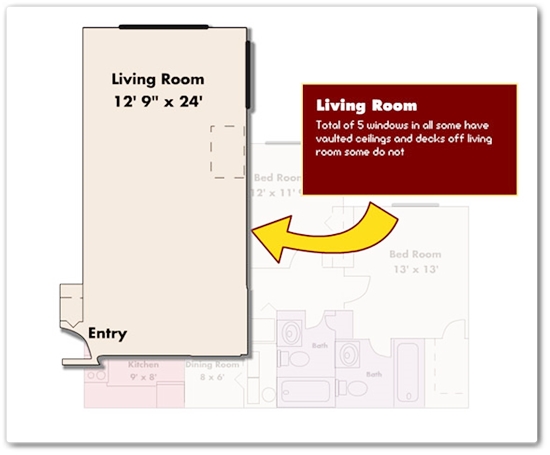 Living Room
12' 9" x 24'
Living Room
Total of 5 windows in all some have
vaulted ceilings and decks off living
room some do not
Bed Room
12' x 11'
Bed Room
13' x 13'
Entry
Bath
Bath
Kitchen
9' x 8'
Dining Room
8 x 6'